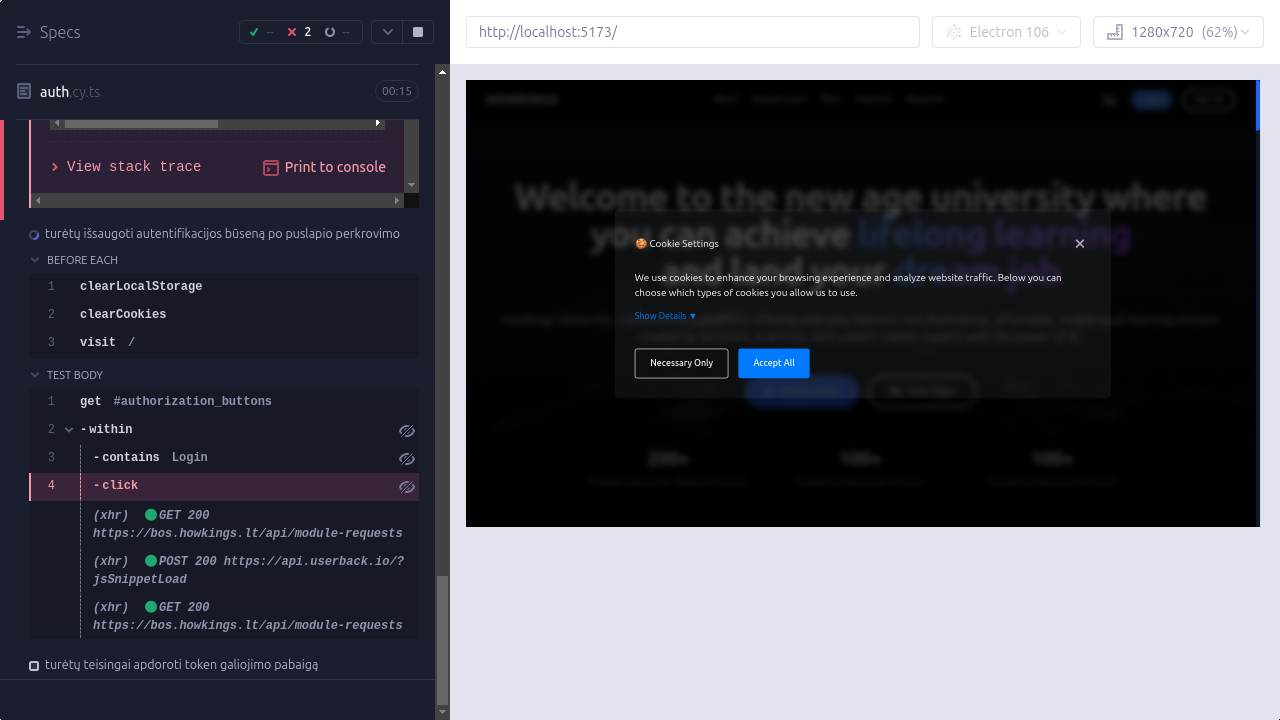 Specs
-- 2 --
http://localhost:5173/
Electron 106
1280x720 (62%)
auth.cy.ts
00:15
View stack trace
Print to console
turėtų išsaugoti autentifikacijos būseną po puslapio perkrovimo
BEFORE EACH
1 clearLocalStorage
2 clearCookies
3 visit /
TEST BODY
1 get #authorization_buttons
2 -within
3 -contains Login
4 -click
(xhr) GET 200
https://bos.howkings.lt/api/module-requests
(xhr) POST 200 https://api.userback.io/?
jsSnippetLoad
(xhr) GET 200
https://bos.howkings.lt/api/module-requests
turėtų teisingai apdoroti token galiojimo pabaigą
HOWKINGS
Welcome to the new age university where
you can achieve lifelong learning
and land your dream job
🍪 Cookie Settings
✕
We use cookies to enhance your browsing experience and analyze website traffic. Below you can
choose which types of cookies you allow us to use.
Show Details ▼
Necessary Only
Accept All
200+
100+
100+